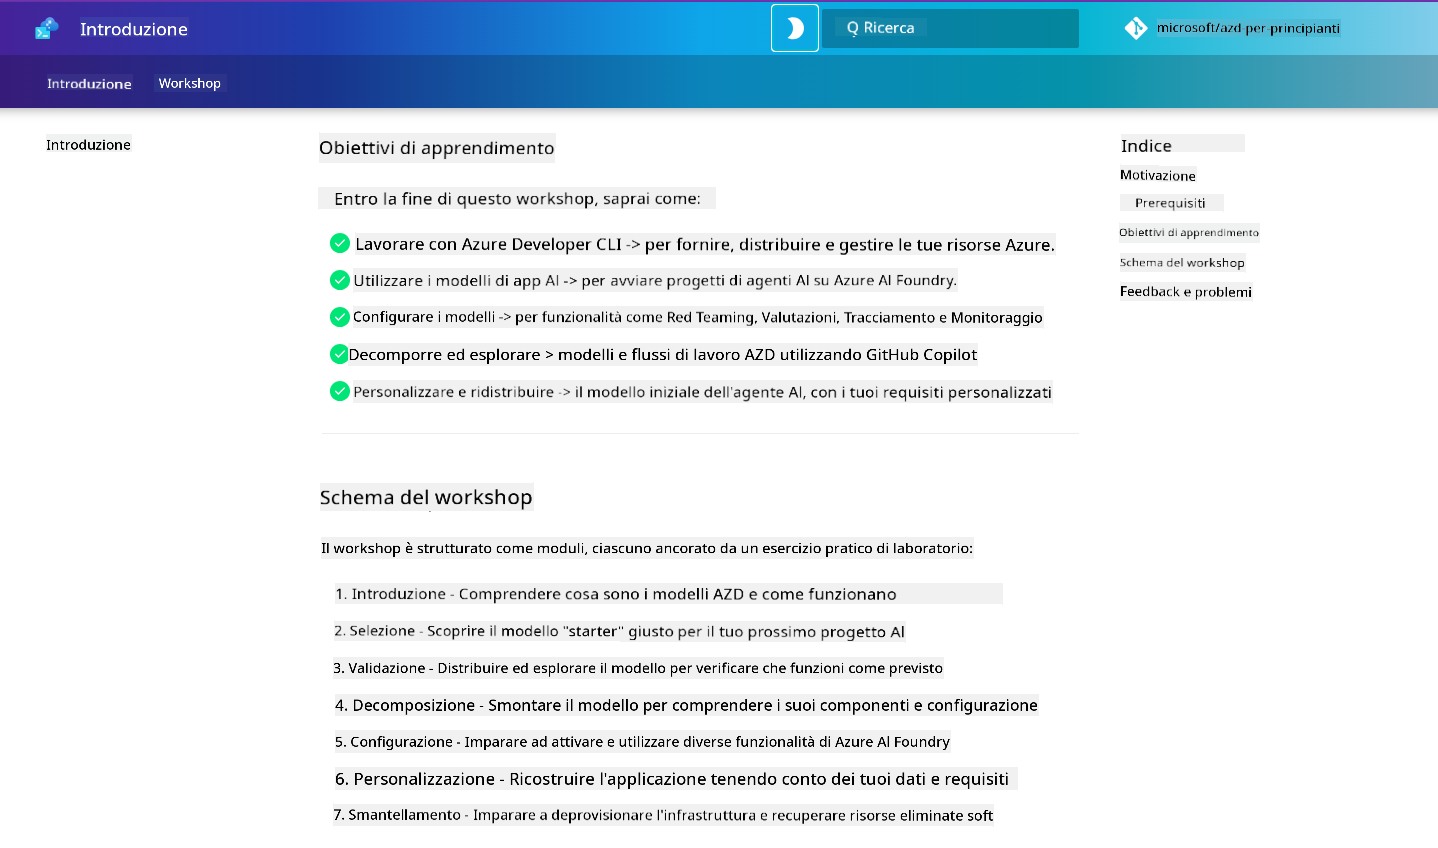 Introduzione
Q Ricerca
microsoft/azd-per-principianti
Introduzione
Workshop
Introduzione
Obiettivi di apprendimento
Entro la fine di questo workshop, saprai come:
Lavorare con Azure Developer CLI -> per fornire, distribuire e gestire le tue risorse Azure.
Utilizzare i modelli di app AI -> per avviare progetti di agenti AI su Azure AI Foundry.
Configurare i modelli -> per funzionalità come Red Teaming, Valutazioni, Tracciamento e Monitoraggio
Decomporre ed esplorare > modelli e flussi di lavoro AZD utilizzando GitHub Copilot
Personalizzare e ridistribuire -> il modello iniziale dell'agente AI, con i tuoi requisiti personalizzati
Schema del workshop
Il workshop è strutturato come moduli, ciascuno ancorato da un esercizio pratico di laboratorio:
1. Introduzione - Comprendere cosa sono i modelli AZD e come funzionano
2. Selezione - Scoprire il modello "starter" giusto per il tuo prossimo progetto AI
3. Validazione - Distribuire ed esplorare il modello per verificare che funzioni come previsto
4. Decomposizione - Smontare il modello per comprendere i suoi componenti e configurazione
5. Configurazione - Imparare ad attivare e utilizzare diverse funzionalità di Azure AI Foundry
6. Personalizzazione - Ricostruire l'applicazione tenendo conto dei tuoi dati e requisiti
7. Smantellamento - Imparare a deprovisionare l'infrastruttura e recuperare risorse eliminate soft
Indice
Motivazione
Prerequisiti
Obiettivi di apprendimento
Schema del workshop
Feedback e problemi